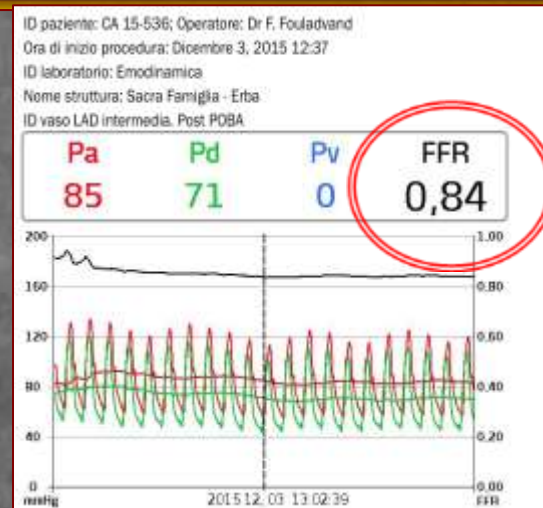 ID paziente: CA 15-536; Operatore: Dr F. Fouladvand
Ora di inizio procedura: Dicembre 3, 2015 12:37
ID laboratorio: Emodinamica
Nome struttura: Sacra Famiglia - Erba
ID vaso LAD intermedia. Post POBA
Pa Pd Pv FFR
85 71 0 0,84
200 1.00
160 0,80
120 0,60
80 0,40
40 0,20
0 0,00
mmHg 2015 12, 03 13:02:39 FFR